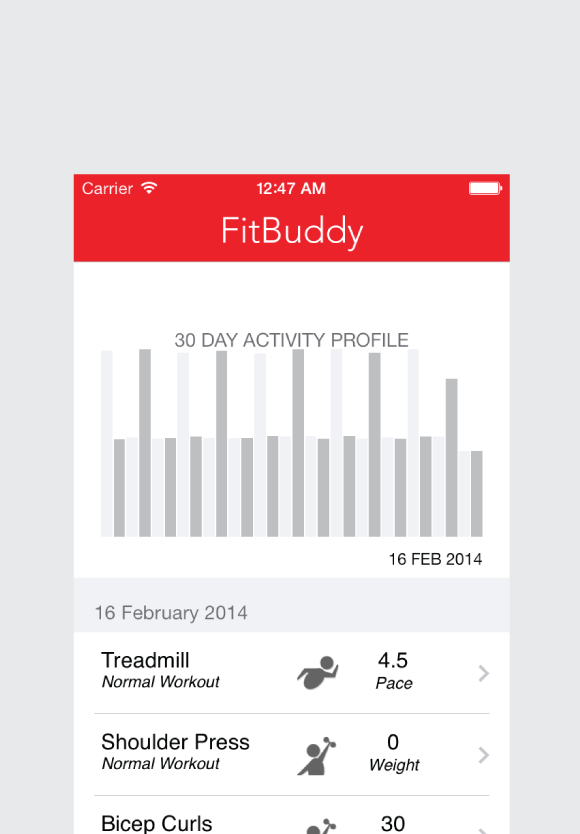 Carrier 12:47 AM
FitBuddy
30 DAY ACTIVITY PROFILE
16 FEB 2014
16 February 2014
Treadmill 4.5
Normal Workout Pace
Shoulder Press 0
Normal Workout Weight
Bicep Curls 30